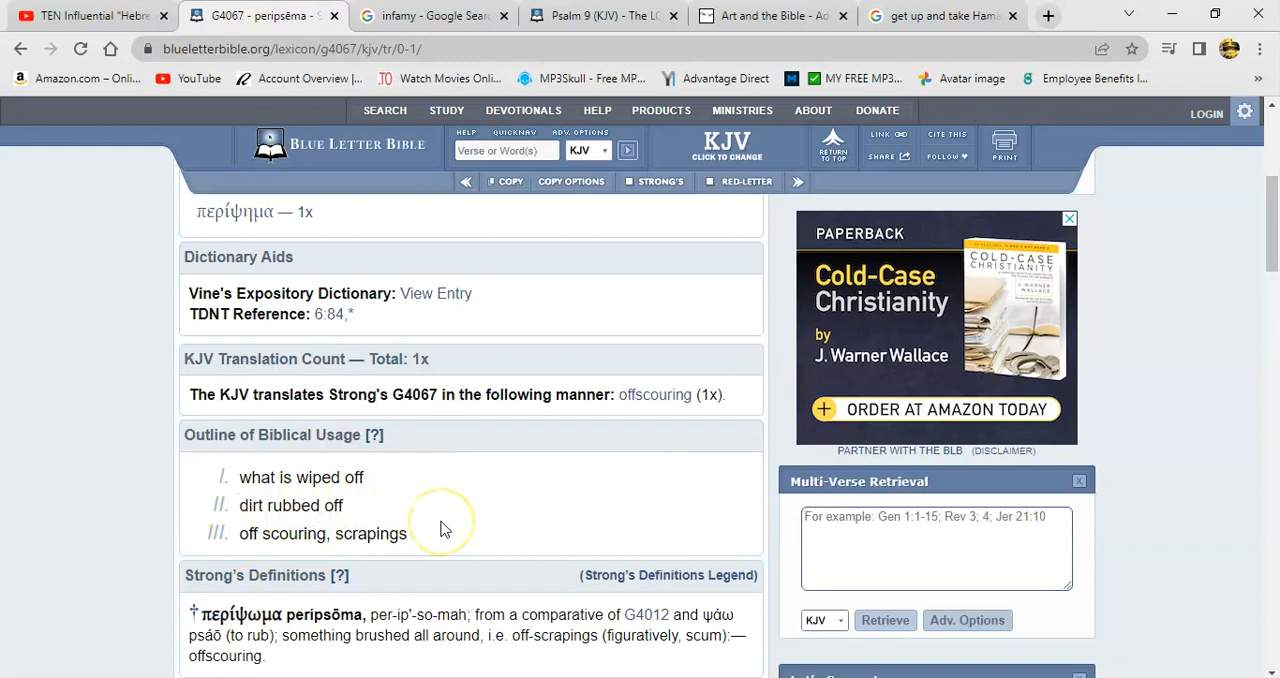 TEN Influential "Hebre
G4067 - peripsēma - S
infamy - Google Sear
Psalm 9 (KJV) - The LO
Art and the Bible - Ad
get up and take Hama
blueletterbible.org/lexicon/g4067/kjv/tr/0-1/
Amazon.com – Onli...
YouTube
Account Overview |...
Watch Movies Onlin...
MP3Skull - Free MP...
Advantage Direct
MY FREE MP3...
Avatar image
Employee Benefits I...
SEARCH STUDY DEVOTIONALS HELP PRODUCTS MINISTRIES ABOUT DONATE
LOGIN
BLUE LETTER BIBLE
HELP QUICKNAV ADV. OPTIONS
Verse or Word(s) KJV
KJV
CLICK TO CHANGE
RETURN
TO TOP
LINK
SHARE
CITE THIS
FOLLOW
PRINT
COPY COPY OPTIONS STRONG'S RED-LETTER
περίψημα — 1x
Dictionary Aids
Vine's Expository Dictionary: View Entry
TDNT Reference: 6:84,*
KJV Translation Count — Total: 1x
The KJV translates Strong's G4067 in the following manner: offscouring (1x).
Outline of Biblical Usage [?]
I. what is wiped off
II. dirt rubbed off
III. off scouring, scrapings
Strong's Definitions [?]
(Strong's Definitions Legend)
†περίψωμα peripsōma, per-ip'-so-mah; from a comparative of G4012 and ψάω
psáō (to rub); something brushed all around, i.e. off-scrapings (figuratively, scum):—
offscouring.
PAPERBACK
Cold-Case
Christianity
by
J. Warner Wallace
COLD-CASE
CHRISTIANITY
J. WARNER WALLACE
ORDER AT AMAZON TODAY
PARTNER WITH THE BLB (DISCLAIMER)
Multi-Verse Retrieval
For example: Gen 1:1-15; Rev 3; 4; Jer 21:10
KJV
Retrieve
Adv. Options